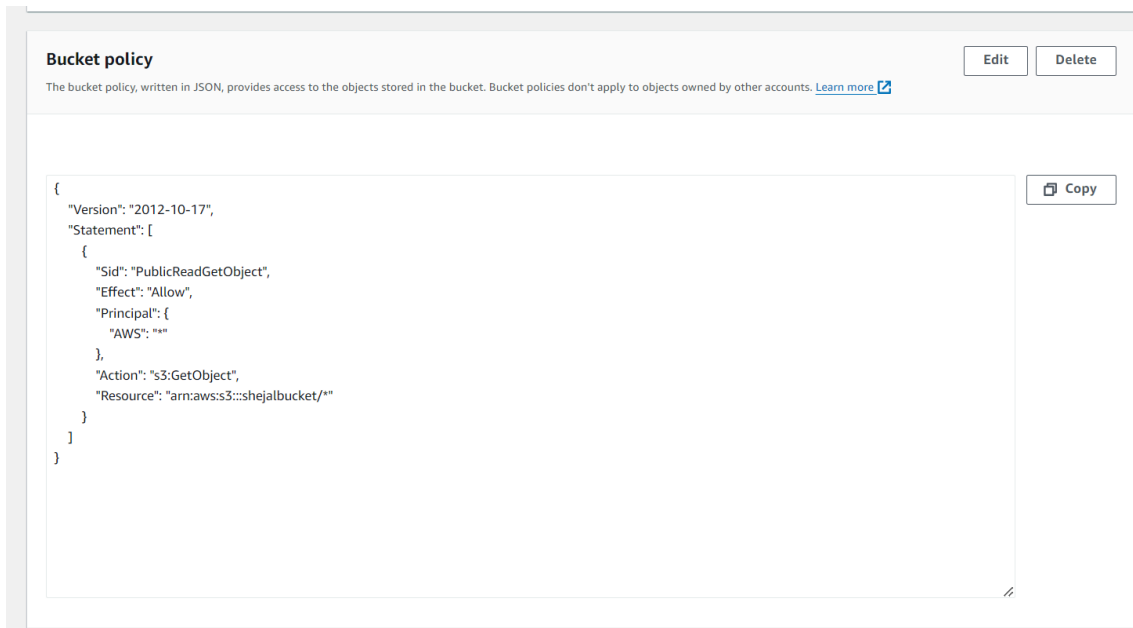 Bucket policy
Edit
Delete
The bucket policy, written in JSON, provides access to the objects stored in the bucket. Bucket policies don't apply to objects owned by other accounts. Learn more
Copy
{
"Version": "2012-10-17",
"Statement": [
{
"Sid": "PublicReadGetObject",
"Effect": "Allow",
"Principal": {
"AWS": "*"
},
"Action": "s3:GetObject",
"Resource": "arn:aws:s3:::shejalbucket/*"
}
]
}